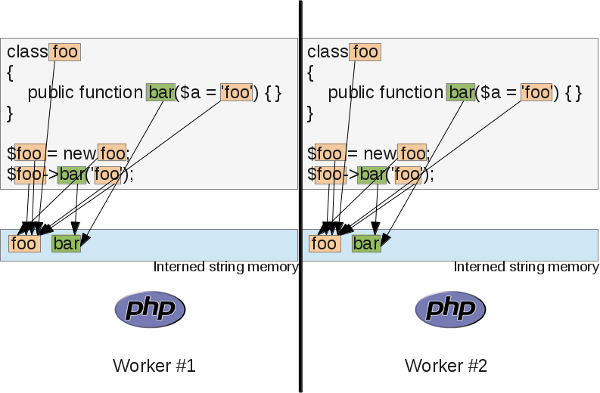 class foo
{
public function bar($a = 'foo') { }
}
$foo = new foo;
$foo->bar('foo');
foo bar
Interned string memory
php
Worker #1
class foo
{
public function bar($a = 'foo') { }
}
$foo = new foo;
$foo->bar('foo');
foo bar
Interned string memory
php
Worker #2